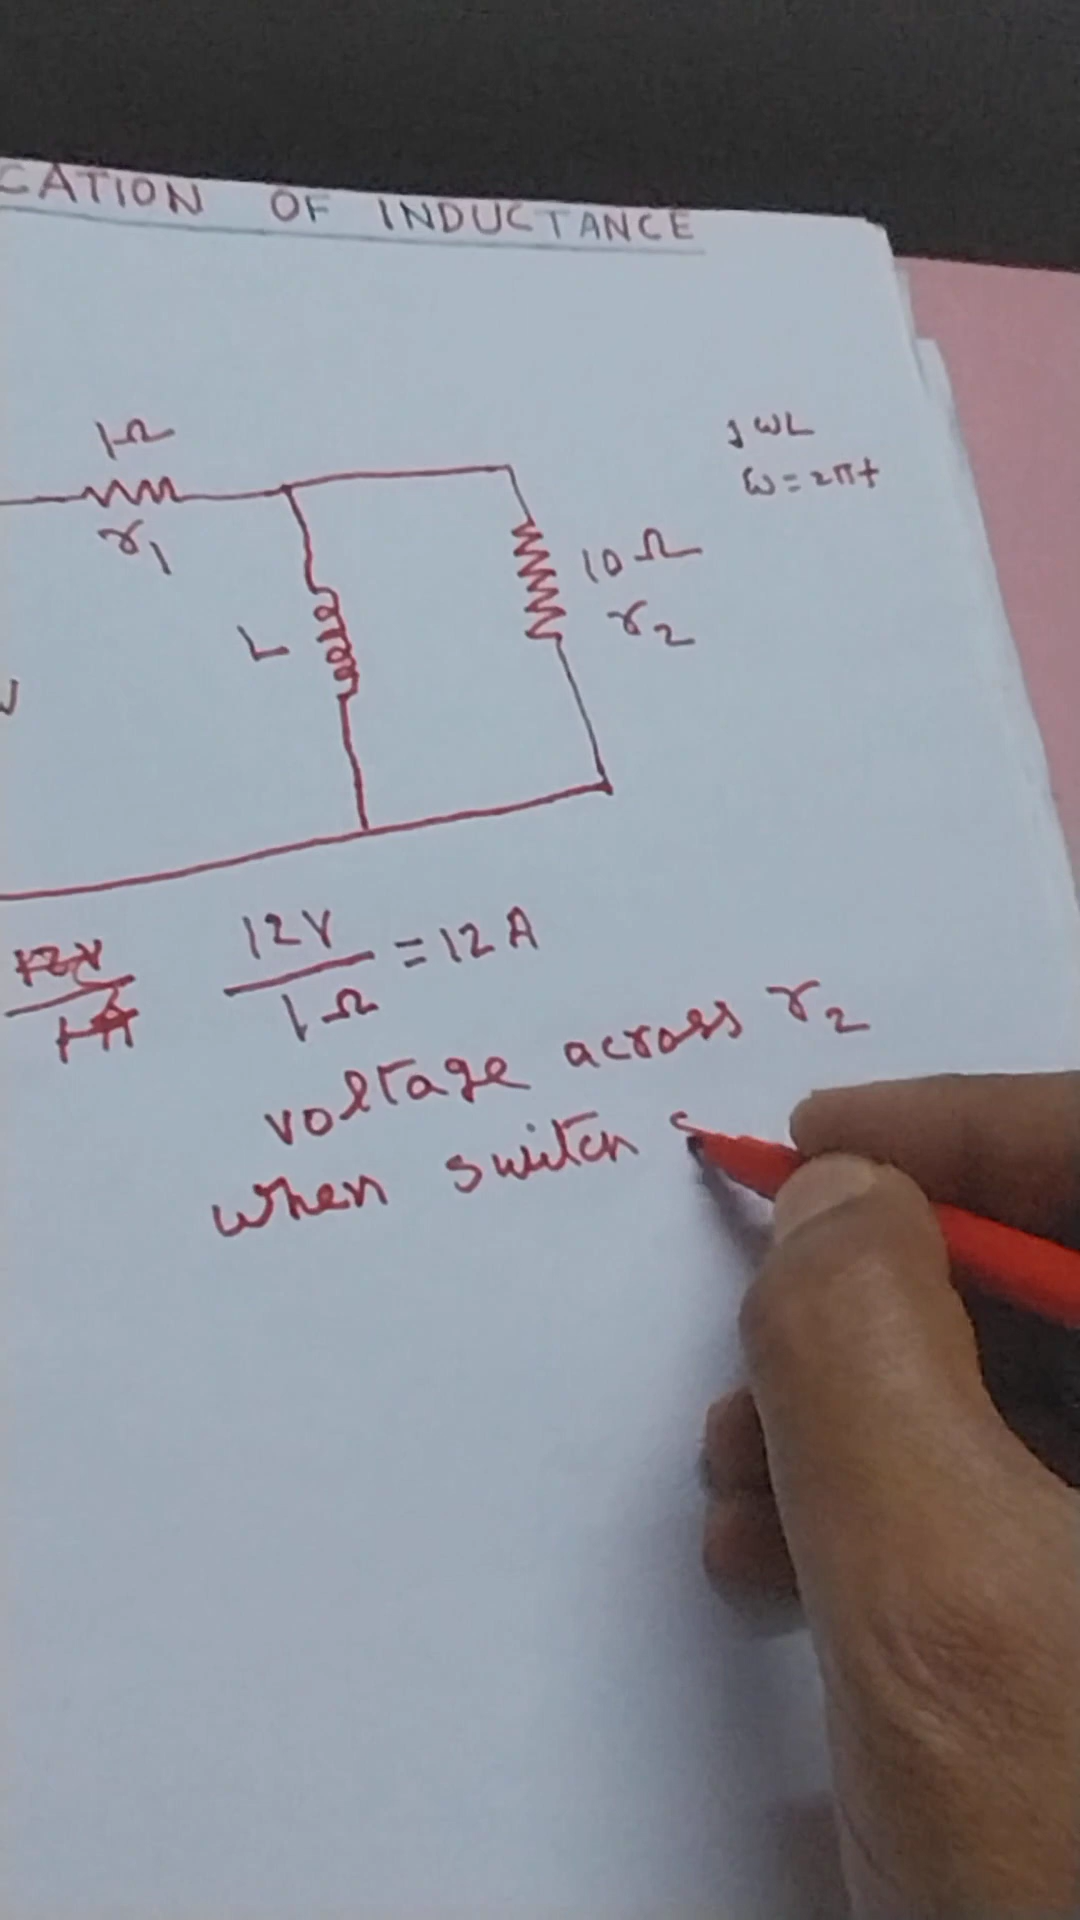 CATION OF INDUCTANCE
1Ω
r1
L
10Ω
r2
jωL
ω=2πf
V
12V/1Ω = 12A
voltage across r2
when switch s